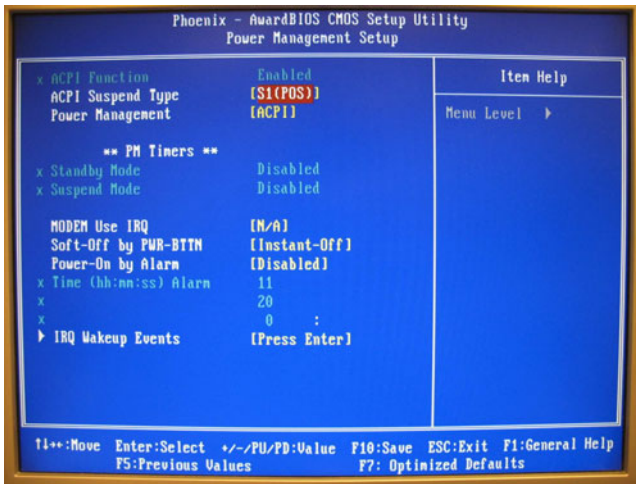 Phoenix - AwardBIOS CMOS Setup Utility
Power Management Setup
x ACPI Function Enabled
ACPI Suspend Type [S1(POS)]
Power Management [ACPI]
** PM Timers **
x Standby Mode Disabled
x Suspend Mode Disabled
MODEM Use IRQ [N/A]
Soft-Off by PWR-BTTN [Instant-Off]
Power-On by Alarm [Disabled]
x Time (hh:mm:ss) Alarm 11
x 20
x 0 :
IRQ Wakeup Events [Press Enter]
Item Help
Menu Level
↑↓→←:Move Enter:Select +/-/PU/PD:Value F10:Save ESC:Exit F1:General Help
F5:Previous Values F7: Optimized Defaults